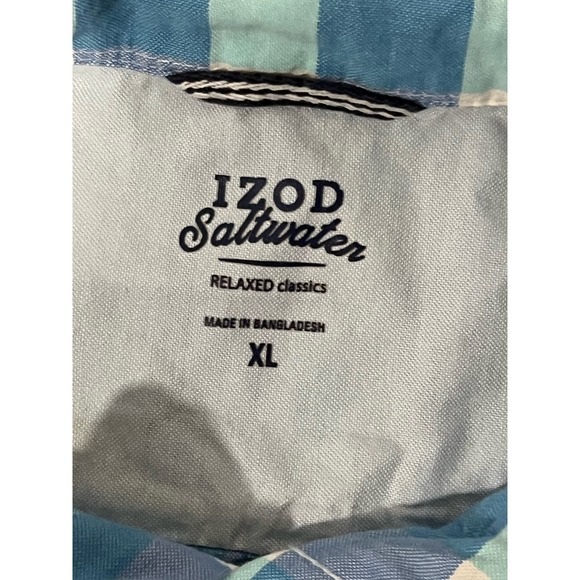 IZOD
Saltwater
RELAXED classics
MADE IN BANGLADESH
XL